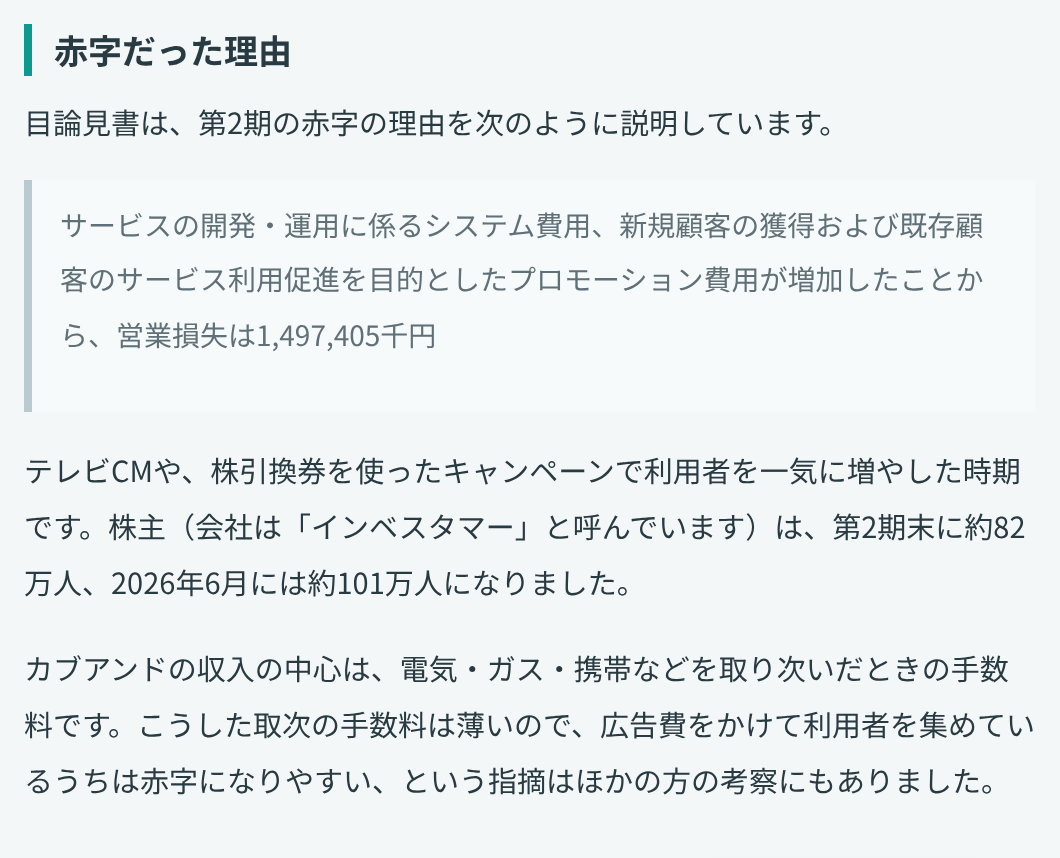 赤字だった理由
目論見書は、第2期の赤字の理由を次のように説明しています。
サービスの開発・運用に係るシステム費用、新規顧客の獲得および既存顧
客のサービス利用促進を目的としたプロモーション費用が増加したことか
ら、営業損失は1,497,405千円
テレビCMや、株引換券を使ったキャンペーンで利用者を一気に増やした時期
です。株主（会社は「インベスタマー」と呼んでいます）は、第2期末に約82
万人、2026年6月には約101万人になりました。
カブアンドの収入の中心は、電気・ガス・携帯などを取り次いだときの手数
料です。こうした取次の手数料は薄いので、広告費をかけて利用者を集めてい
るうちは赤字になりやすい、という指摘はほかの方の考察にもありました。